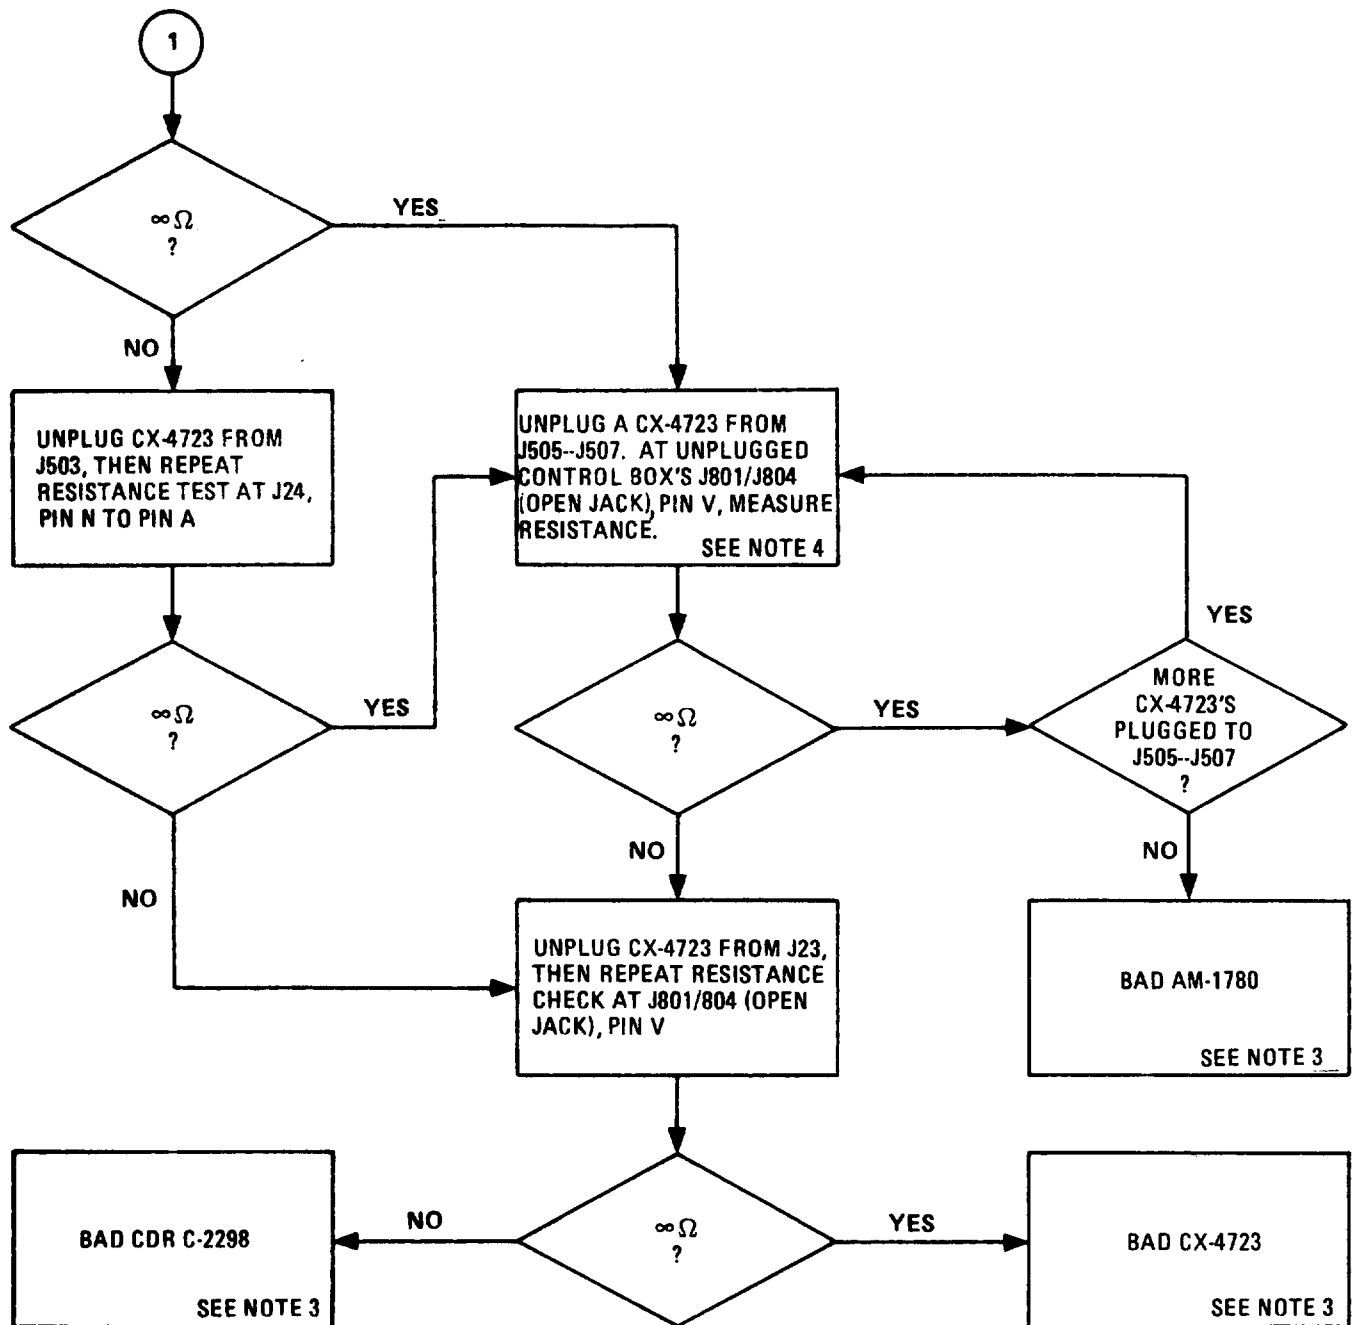 1
∞ Ω
?
YES
NO
UNPLUG CX-4723 FROM
J503, THEN REPEAT
RESISTANCE TEST AT J24,
PIN N TO PIN A
UNPLUG A CX-4723 FROM
J505--J507. AT UNPLUGGED
CONTROL BOX'S J801/J804
(OPEN JACK), PIN V, MEASURE
RESISTANCE.
SEE NOTE 4
∞ Ω
?
YES
NO
∞ Ω
?
YES
NO
MORE
CX-4723'S
PLUGGED TO
J505--J507
?
YES
NO
UNPLUG CX-4723 FROM J23,
THEN REPEAT RESISTANCE
CHECK AT J801/804 (OPEN
JACK), PIN V
BAD AM-1780
SEE NOTE 3
∞ Ω
?
NO
YES
BAD CDR C-2298
SEE NOTE 3
BAD CX-4723
SEE NOTE 3